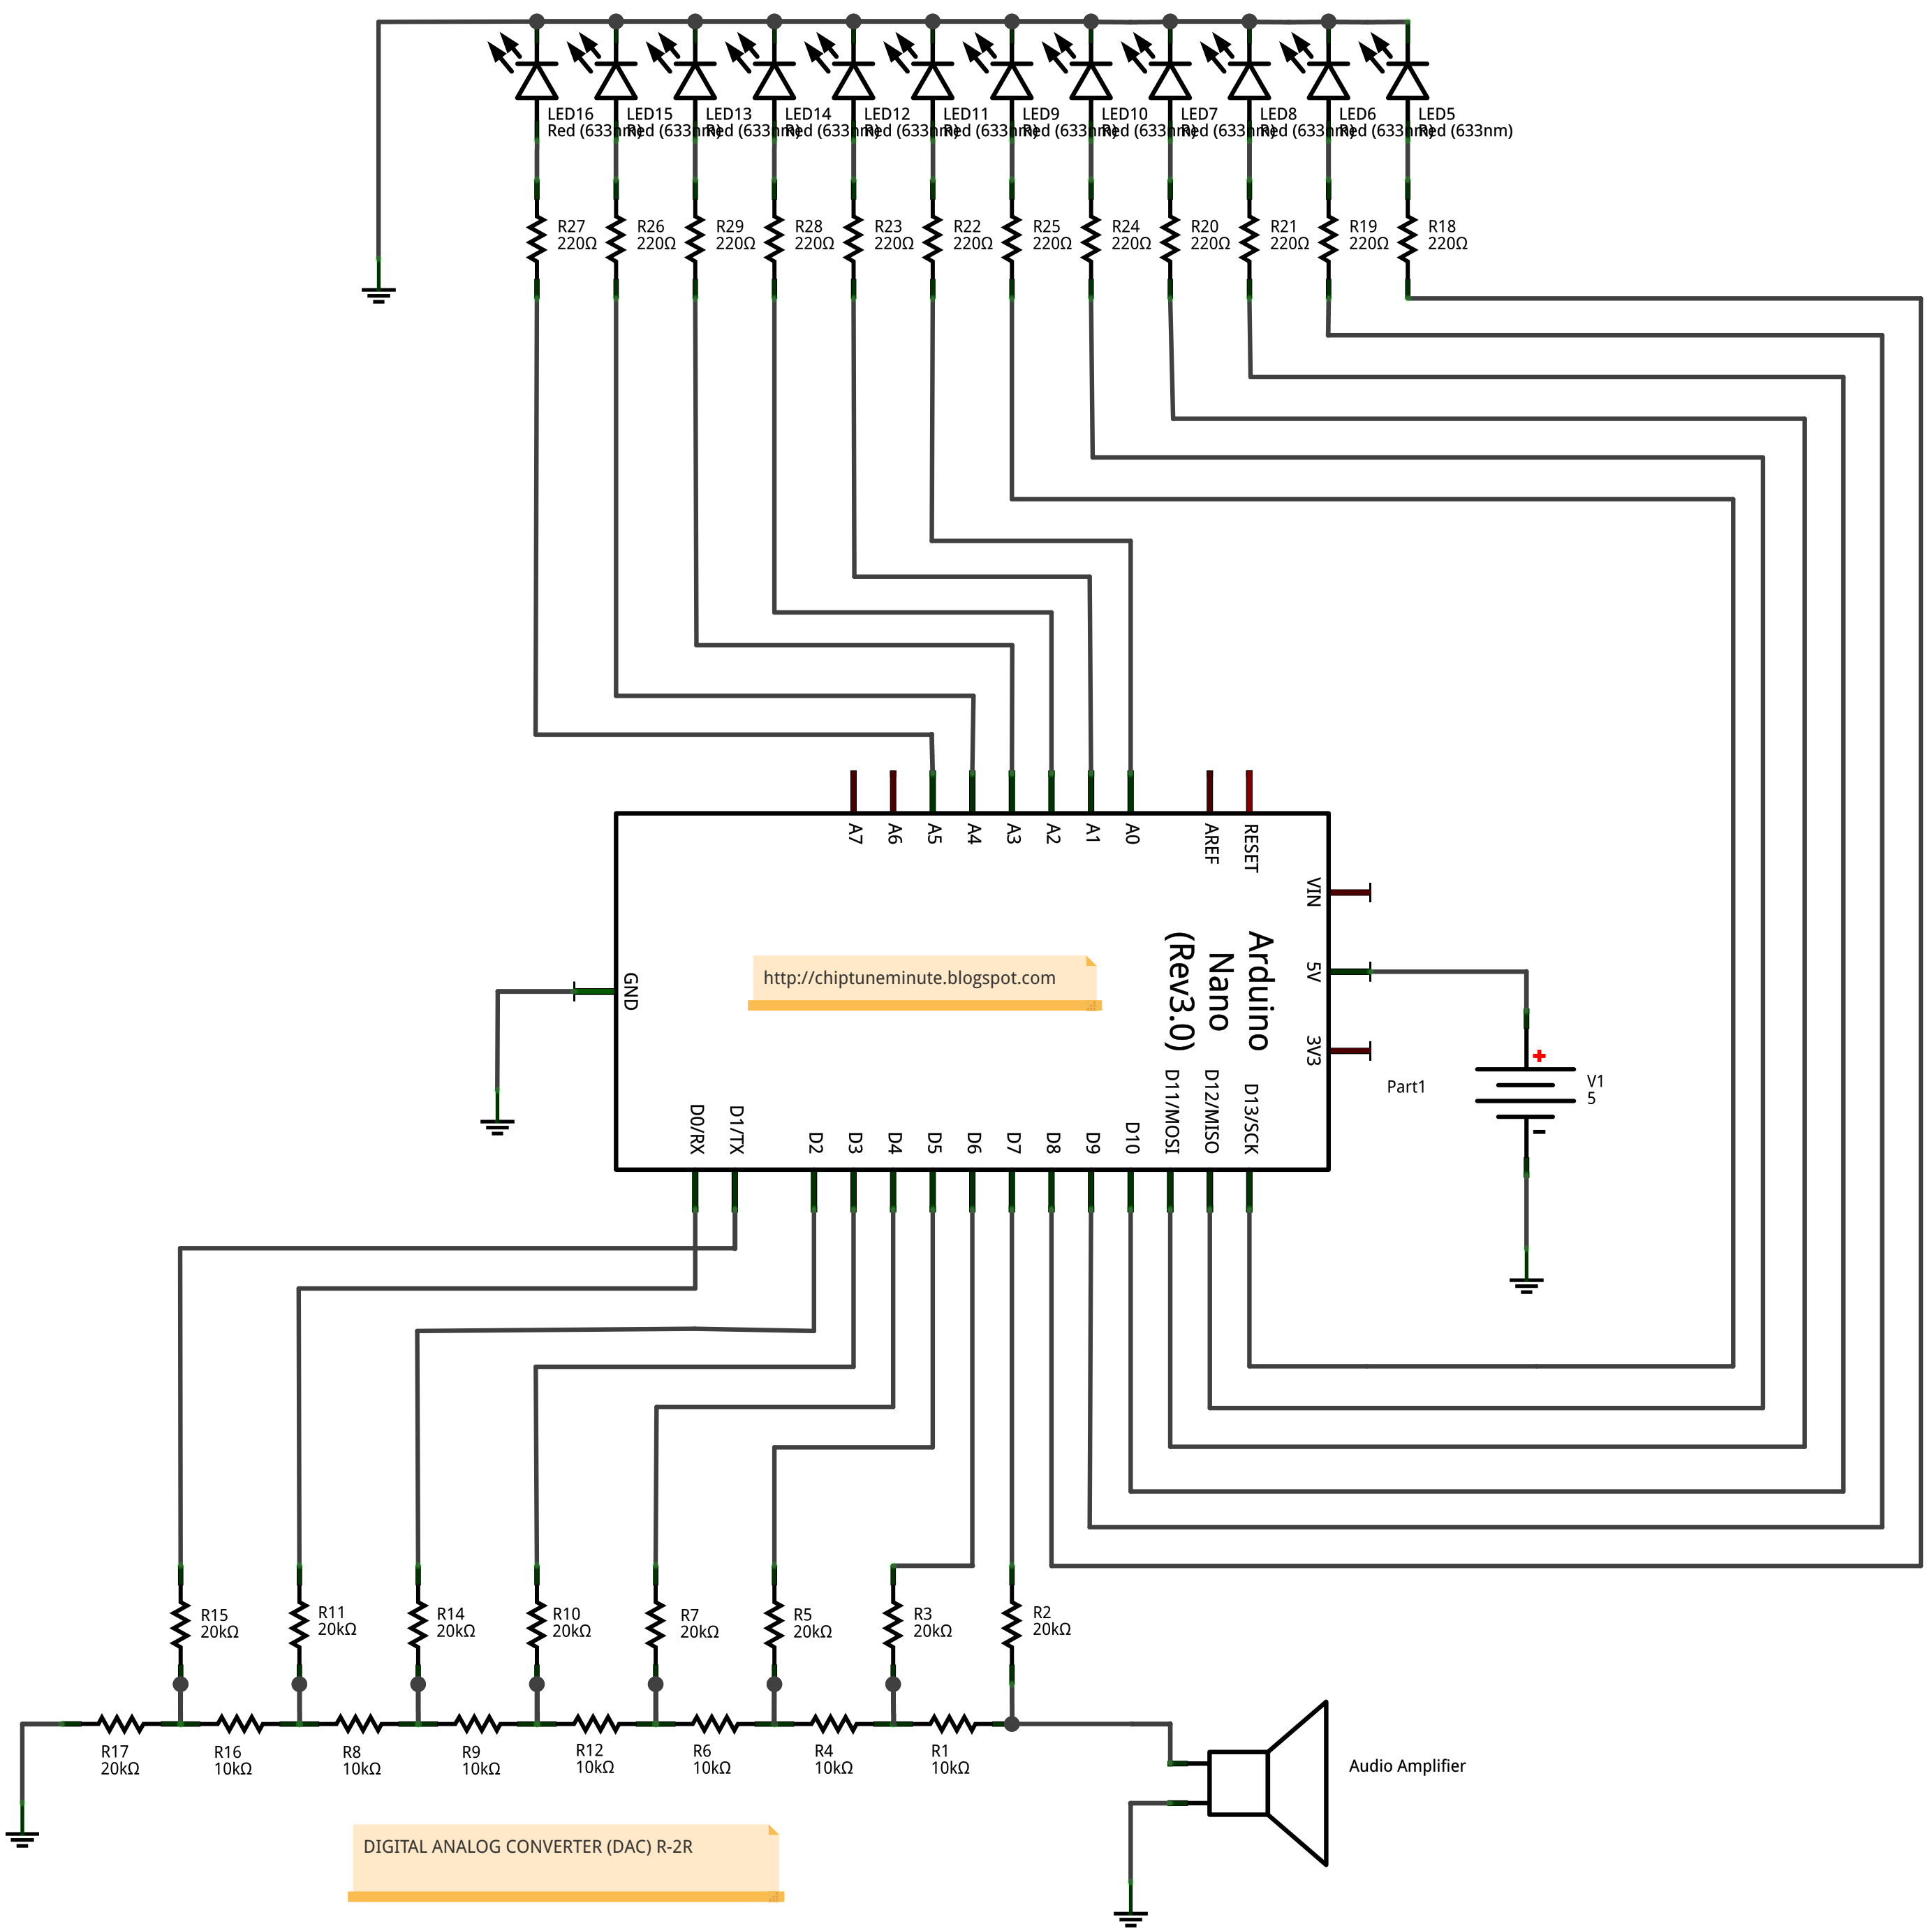 LED16 LED15 LED13 LED14 LED12 LED11 LED9 LED10 LED7 LED8 LED6 LED5
Red (633nm) Red (633nm) Red (633nm) Red (633nm) Red (633nm) Red (633nm) Red (633nm) Red (633nm) Red (633nm) Red (633nm) Red (633nm) Red (633nm)
R27 R26 R29 R28 R23 R22 R25 R24 R20 R21 R19 R18
220Ω 220Ω 220Ω 220Ω 220Ω 220Ω 220Ω 220Ω 220Ω 220Ω 220Ω 220Ω
A7 A6 A5 A4 A3 A2 A1 A0 AREF RESET
VIN
5V
3V3
GND
Arduino
Nano
(Rev3.0)
http://chiptuneminute.blogspot.com
Part1
V1
5
D0/RX D1/TX D2 D3 D4 D5 D6 D7 D8 D9 D10 D11/MOSI D12/MISO D13/SCK
R15 R11 R14 R10 R7 R5 R3 R2
20kΩ 20kΩ 20kΩ 20kΩ 20kΩ 20kΩ 20kΩ 20kΩ
R17 R16 R8 R9 R12 R6 R4 R1
20kΩ 10kΩ 10kΩ 10kΩ 10kΩ 10kΩ 10kΩ 10kΩ
Audio Amplifier
DIGITAL ANALOG CONVERTER (DAC) R-2R